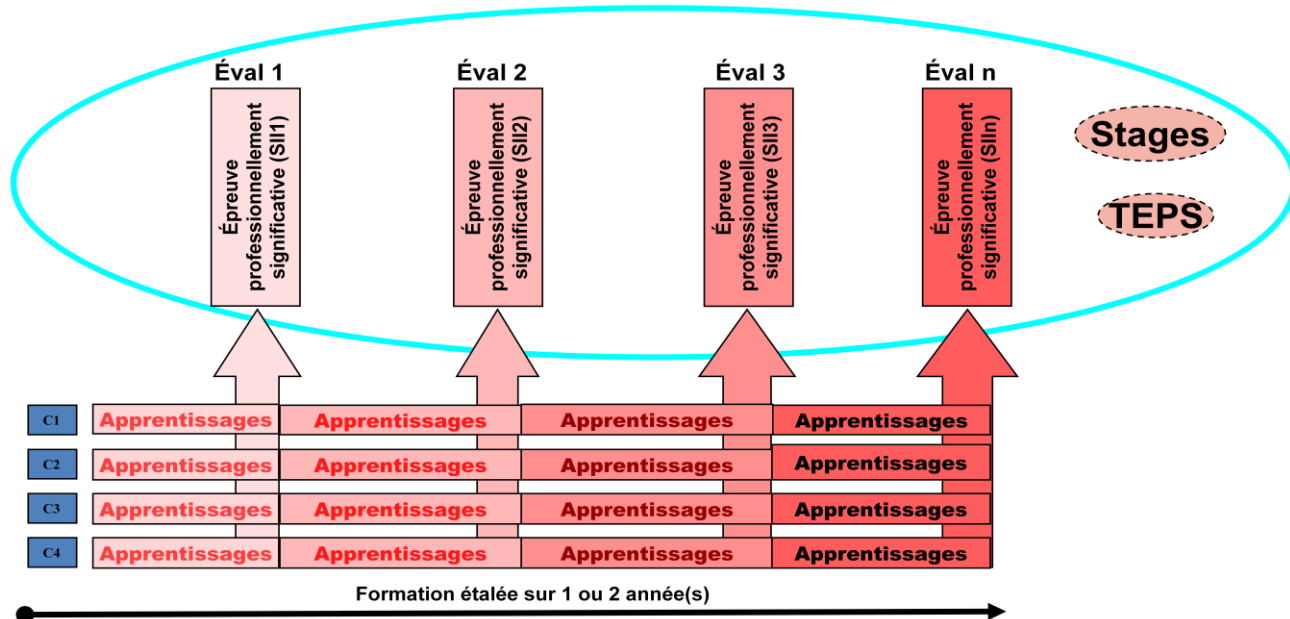 Éval 1
Éval 2
Éval 3
Éval n
Épreuve
professionnellement
significative (SII1)
Épreuve
professionnellement
significative (SII2)
Épreuve
professionnellement
significative (SII3)
Épreuve
professionnellement
significative (SIIn)
Stages
TEPS
C1 Apprentissages Apprentissages Apprentissages Apprentissages
C2 Apprentissages Apprentissages Apprentissages Apprentissages
C3 Apprentissages Apprentissages Apprentissages Apprentissages
C4 Apprentissages Apprentissages Apprentissages Apprentissages
Formation étalée sur 1 ou 2 année(s)